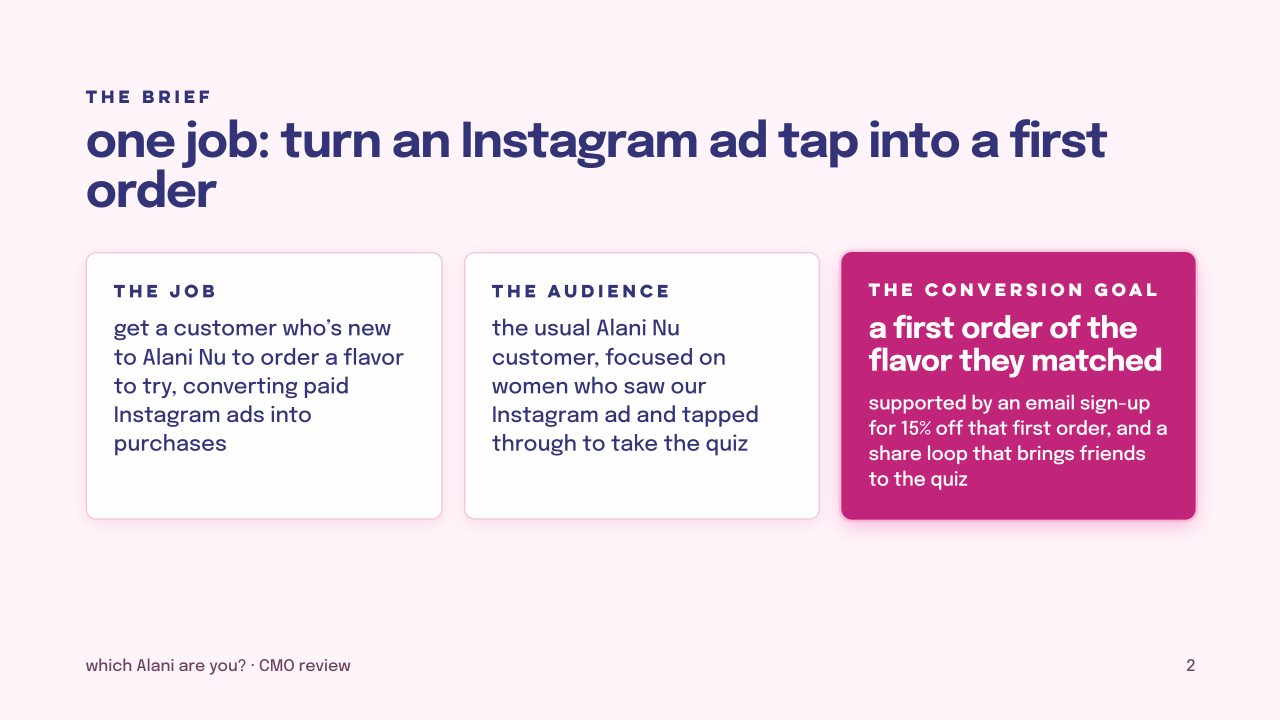 THE BRIEF
one job: turn an Instagram ad tap into a first
order
THE JOB
get a customer who’s new
to Alani Nu to order a flavor
to try, converting paid
Instagram ads into
purchases
THE AUDIENCE
the usual Alani Nu
customer, focused on
women who saw our
Instagram ad and tapped
through to take the quiz
THE CONVERSION GOAL
a first order of the
flavor they matched
supported by an email sign-up
for 15% off that first order, and a
share loop that brings friends
to the quiz
which Alani are you? · CMO review
2